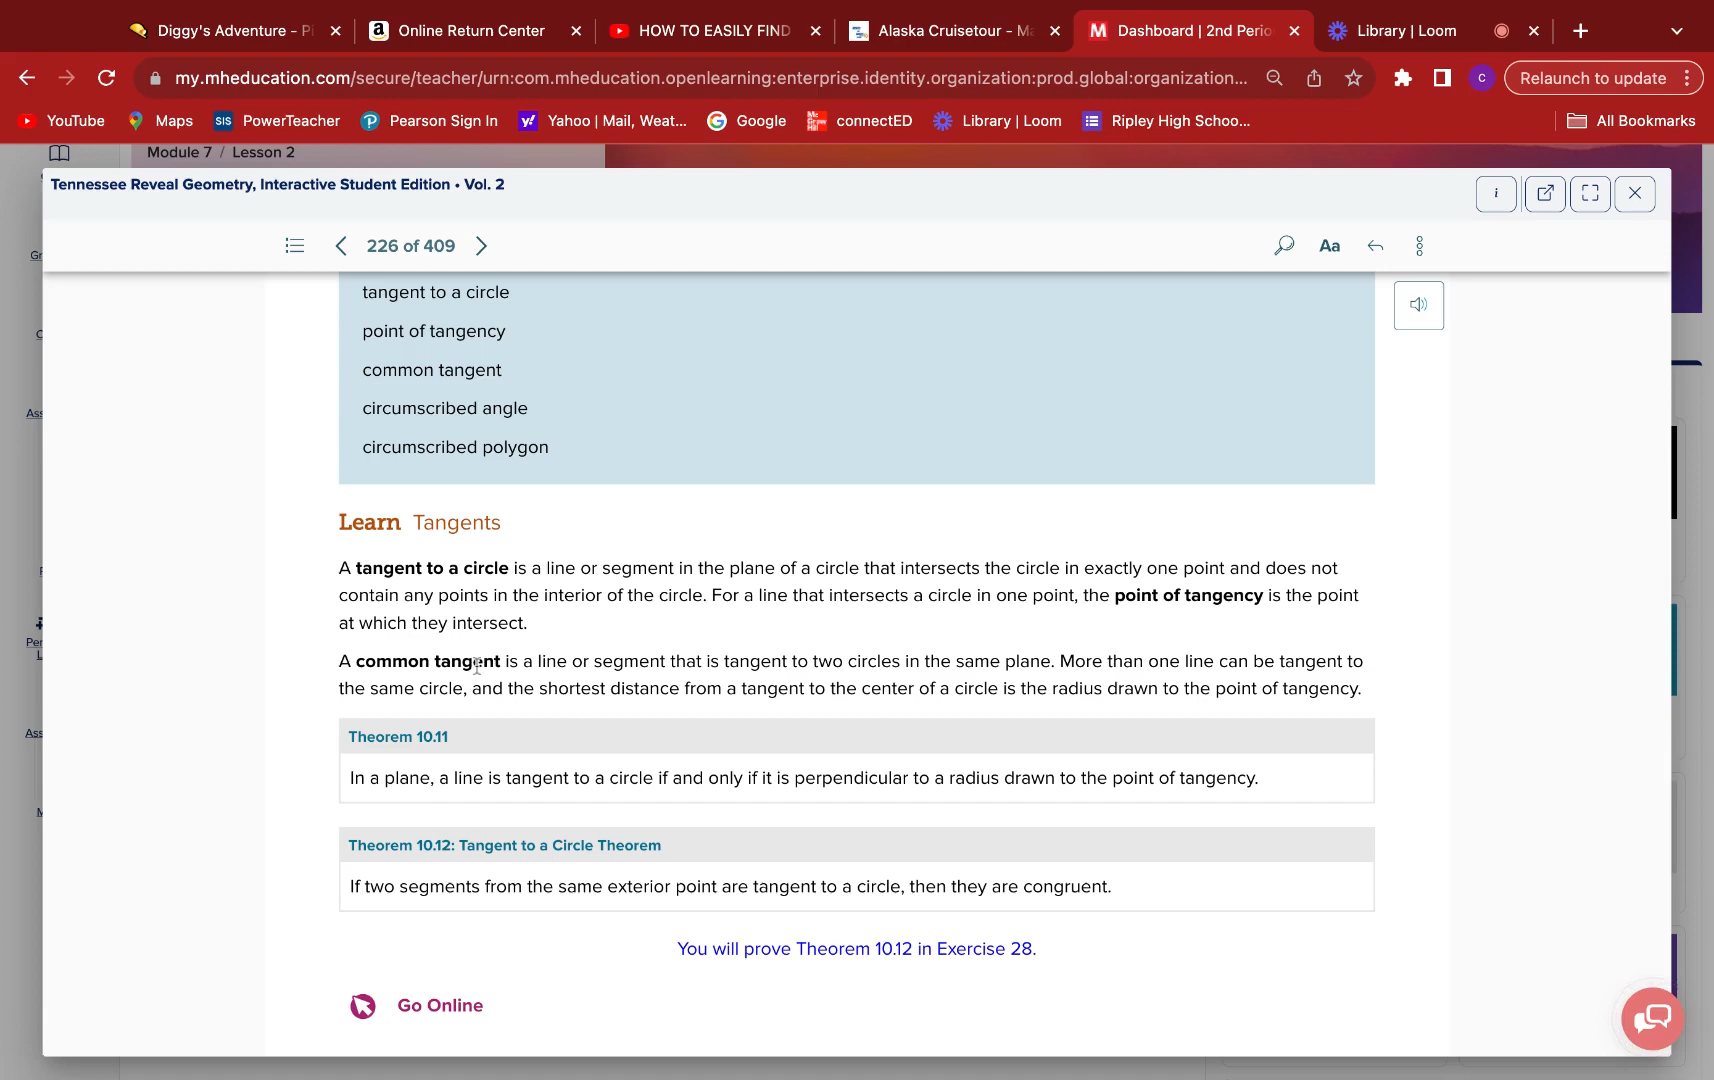 Diggy's Adventure - Pi
Online Return Center
HOW TO EASILY FIND
Alaska Cruisetour - Ma
Dashboard | 2nd Perio
Library | Loom
my.mheducation.com/secure/teacher/urn:com.mheducation.openlearning:enterprise.identity.organization:prod.global:organization...
C
Relaunch to update
YouTube
Maps
SIS PowerTeacher
Pearson Sign In
Yahoo | Mail, Weat...
Google
connectED
Library | Loom
Ripley High Schoo...
All Bookmarks
Module 7 / Lesson 2
Tennessee Reveal Geometry, Interactive Student Edition • Vol. 2
i
226 of 409
Aa
tangent to a circle
point of tangency
common tangent
circumscribed angle
circumscribed polygon
Learn Tangents
A tangent to a circle is a line or segment in the plane of a circle that intersects the circle in exactly one point and does not
contain any points in the interior of the circle. For a line that intersects a circle in one point, the point of tangency is the point
at which they intersect.
A common tangent is a line or segment that is tangent to two circles in the same plane. More than one line can be tangent to
the same circle, and the shortest distance from a tangent to the center of a circle is the radius drawn to the point of tangency.
Theorem 10.11
In a plane, a line is tangent to a circle if and only if it is perpendicular to a radius drawn to the point of tangency.
Theorem 10.12: Tangent to a Circle Theorem
If two segments from the same exterior point are tangent to a circle, then they are congruent.
You will prove Theorem 10.12 in Exercise 28.
Go Online